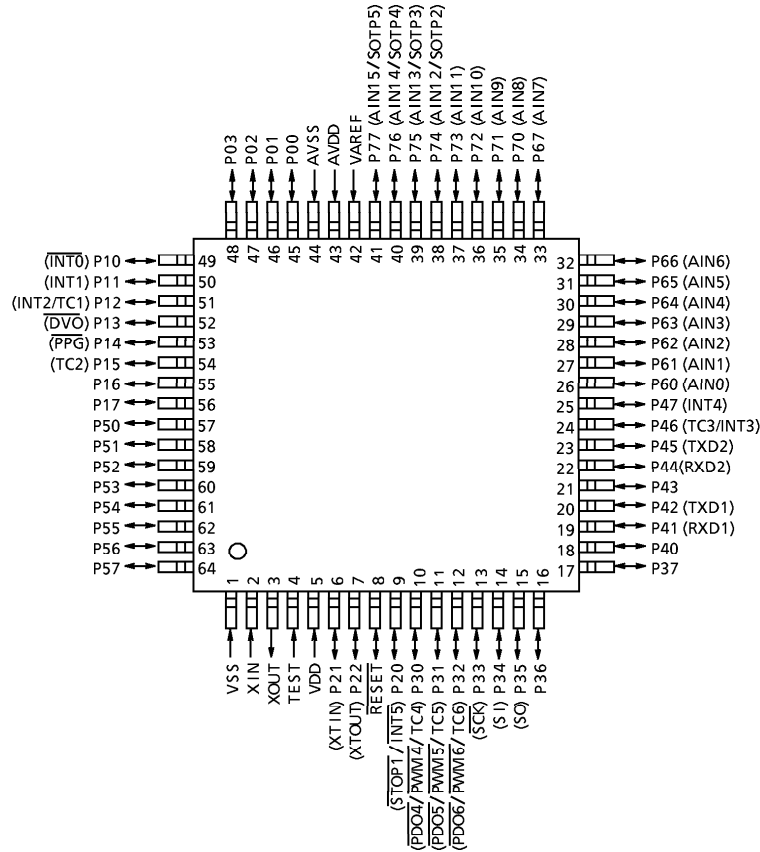 P03
P02
P01
P00
AVSS
AVDD
VAREF
P77 (AIN15/SOTP5)
P76 (AIN14/SOTP4)
P75 (AIN13/SOTP3)
P74 (AIN12/SOTP2)
P73 (AIN11)
P72 (AIN10)
P71 (AIN9)
P70 (AIN8)
P67 (AIN7)
48
47
46
45
44
43
42
41
40
39
38
37
36
35
34
33
(INT0) P10 49
(INT1) P11 50
(INT2/TC1) P12 51
(DVO) P13 52
(PPG) P14 53
(TC2) P15 54
P16 55
P17 56
P50 57
P51 58
P52 59
P53 60
P54 61
P55 62
P56 63
P57 64
32 P66 (AIN6)
31 P65 (AIN5)
30 P64 (AIN4)
29 P63 (AIN3)
28 P62 (AIN2)
27 P61 (AIN1)
26 P60 (AIN0)
25 P47 (INT4)
24 P46 (TC3/INT3)
23 P45 (TXD2)
22 P44(RXD2)
21 P43
20 P42 (TXD1)
19 P41 (RXD1)
18 P40
17 P37
1
2
3
4
5
6
7
8
9
10
11
12
13
14
15
16
VSS
XIN
XOUT
TEST
VDD
(XTIN) P21
(XTOUT) P22
RESET
(STOP1/INT5) P20
(PDO4/PWM4/TC4) P30
(PDO5/PWM5/TC5) P31
(PDO6/PWM6/TC6) P32
(SCK) P33
(SI) P34
(SO) P35
P36